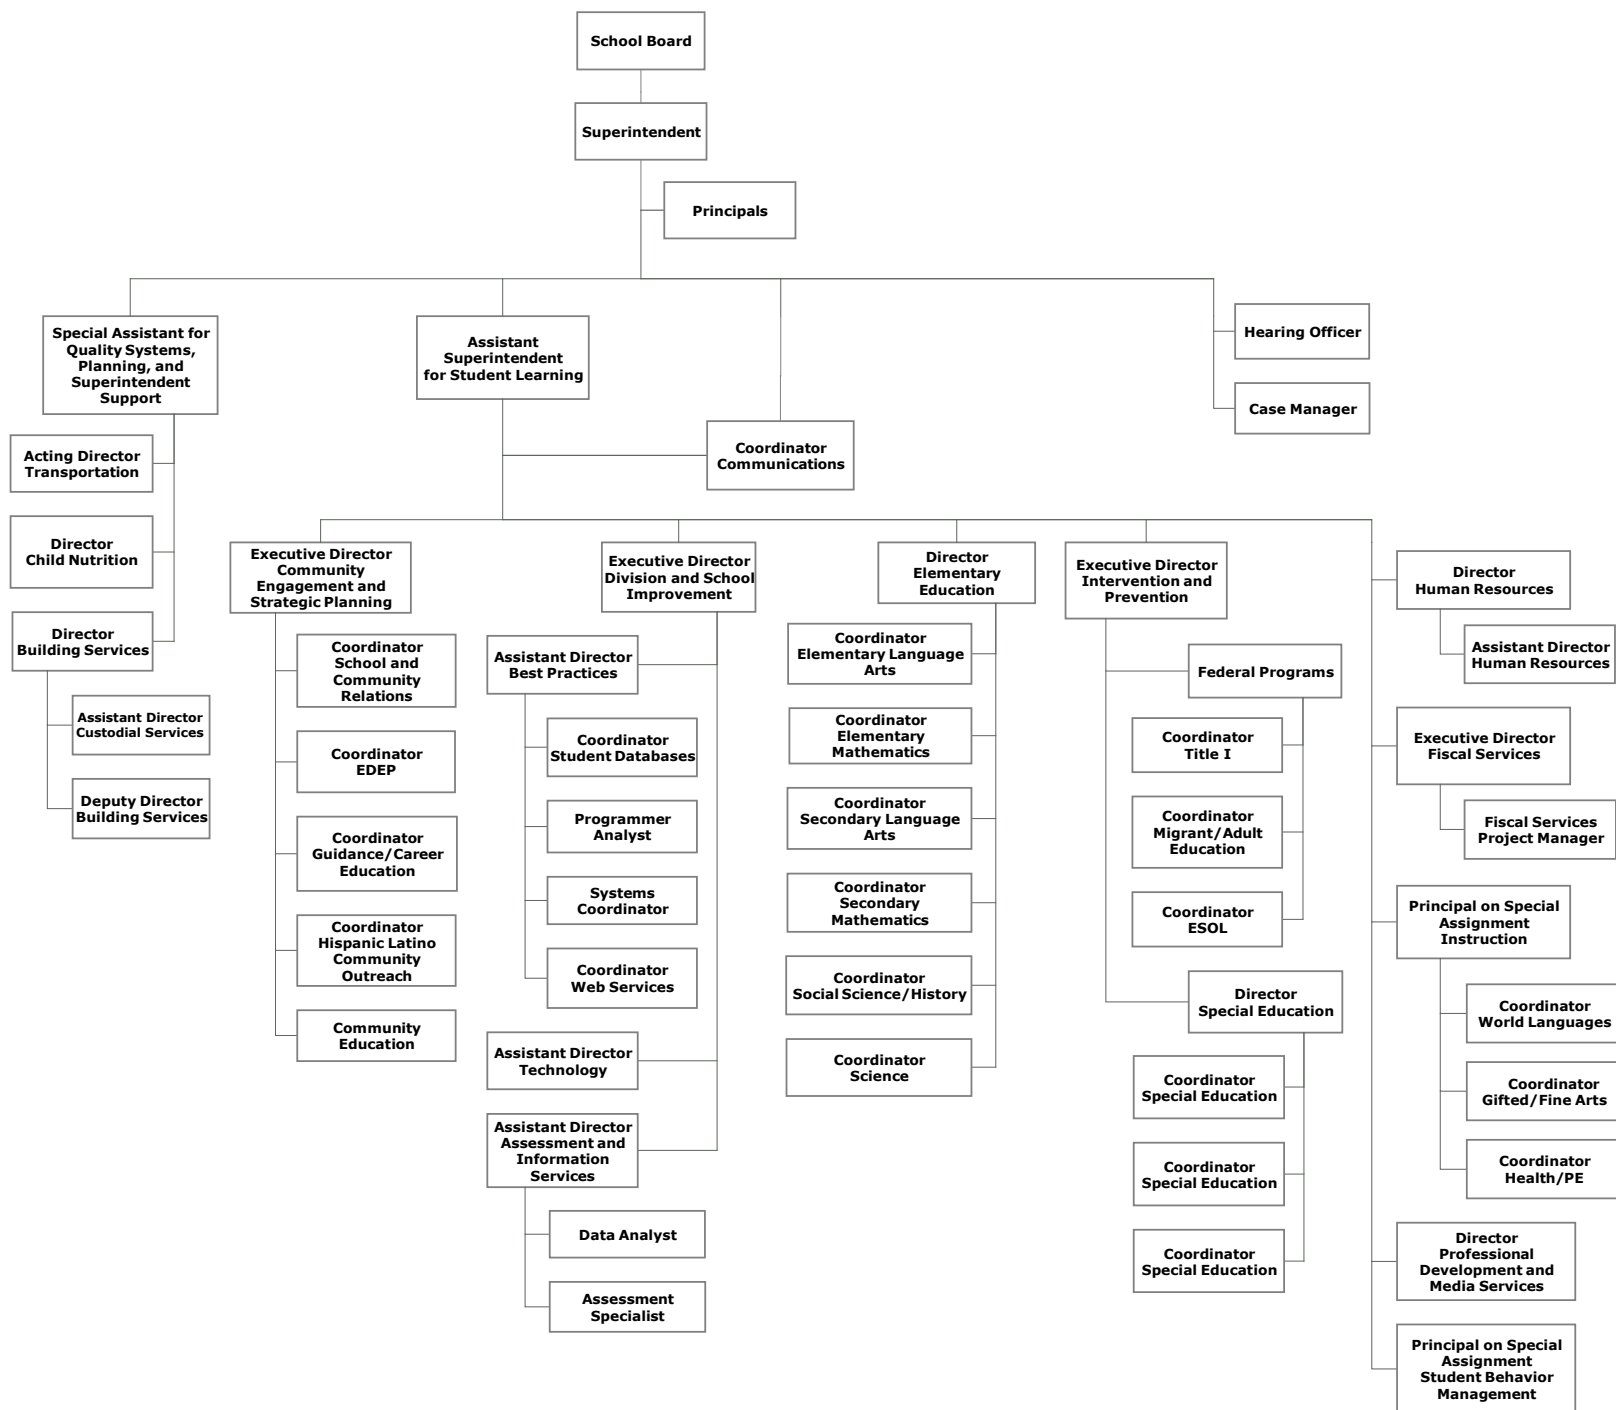 School Board
Superintendent
Principals
Special Assistant for
Quality Systems,
Planning, and
Superintendent
Support
Assistant
Superintendent
for Student Learning
Hearing Officer
Case Manager
Coordinator
Communications
Acting Director
Transportation
Director
Child Nutrition
Director
Building Services
Assistant Director
Custodial Services
Deputy Director
Building Services
Executive Director
Community
Engagement and
Strategic Planning
Coordinator
School and
Community
Relations
Coordinator
EDEP
Coordinator
Guidance/Career
Education
Coordinator
Hispanic Latino
Community
Outreach
Community
Education
Executive Director
Division and School
Improvement
Assistant Director
Best Practices
Coordinator
Student Databases
Programmer
Analyst
Systems
Coordinator
Coordinator
Web Services
Assistant Director
Technology
Assistant Director
Assessment and
Information
Services
Data Analyst
Assessment
Specialist
Director
Elementary
Education
Coordinator
Elementary Language
Arts
Coordinator
Elementary
Mathematics
Coordinator
Secondary Language
Arts
Coordinator
Secondary
Mathematics
Coordinator
Social Science/History
Coordinator
Science
Executive Director
Intervention and
Prevention
Federal Programs
Coordinator
Title I
Coordinator
Migrant/Adult
Education
Coordinator
ESOL
Director
Special Education
Coordinator
Special Education
Coordinator
Special Education
Coordinator
Special Education
Director
Human Resources
Assistant Director
Human Resources
Executive Director
Fiscal Services
Fiscal Services
Project Manager
Principal on Special
Assignment
Instruction
Coordinator
World Languages
Coordinator
Gifted/Fine Arts
Coordinator
Health/PE
Director
Professional
Development and
Media Services
Principal on Special
Assignment
Student Behavior
Management